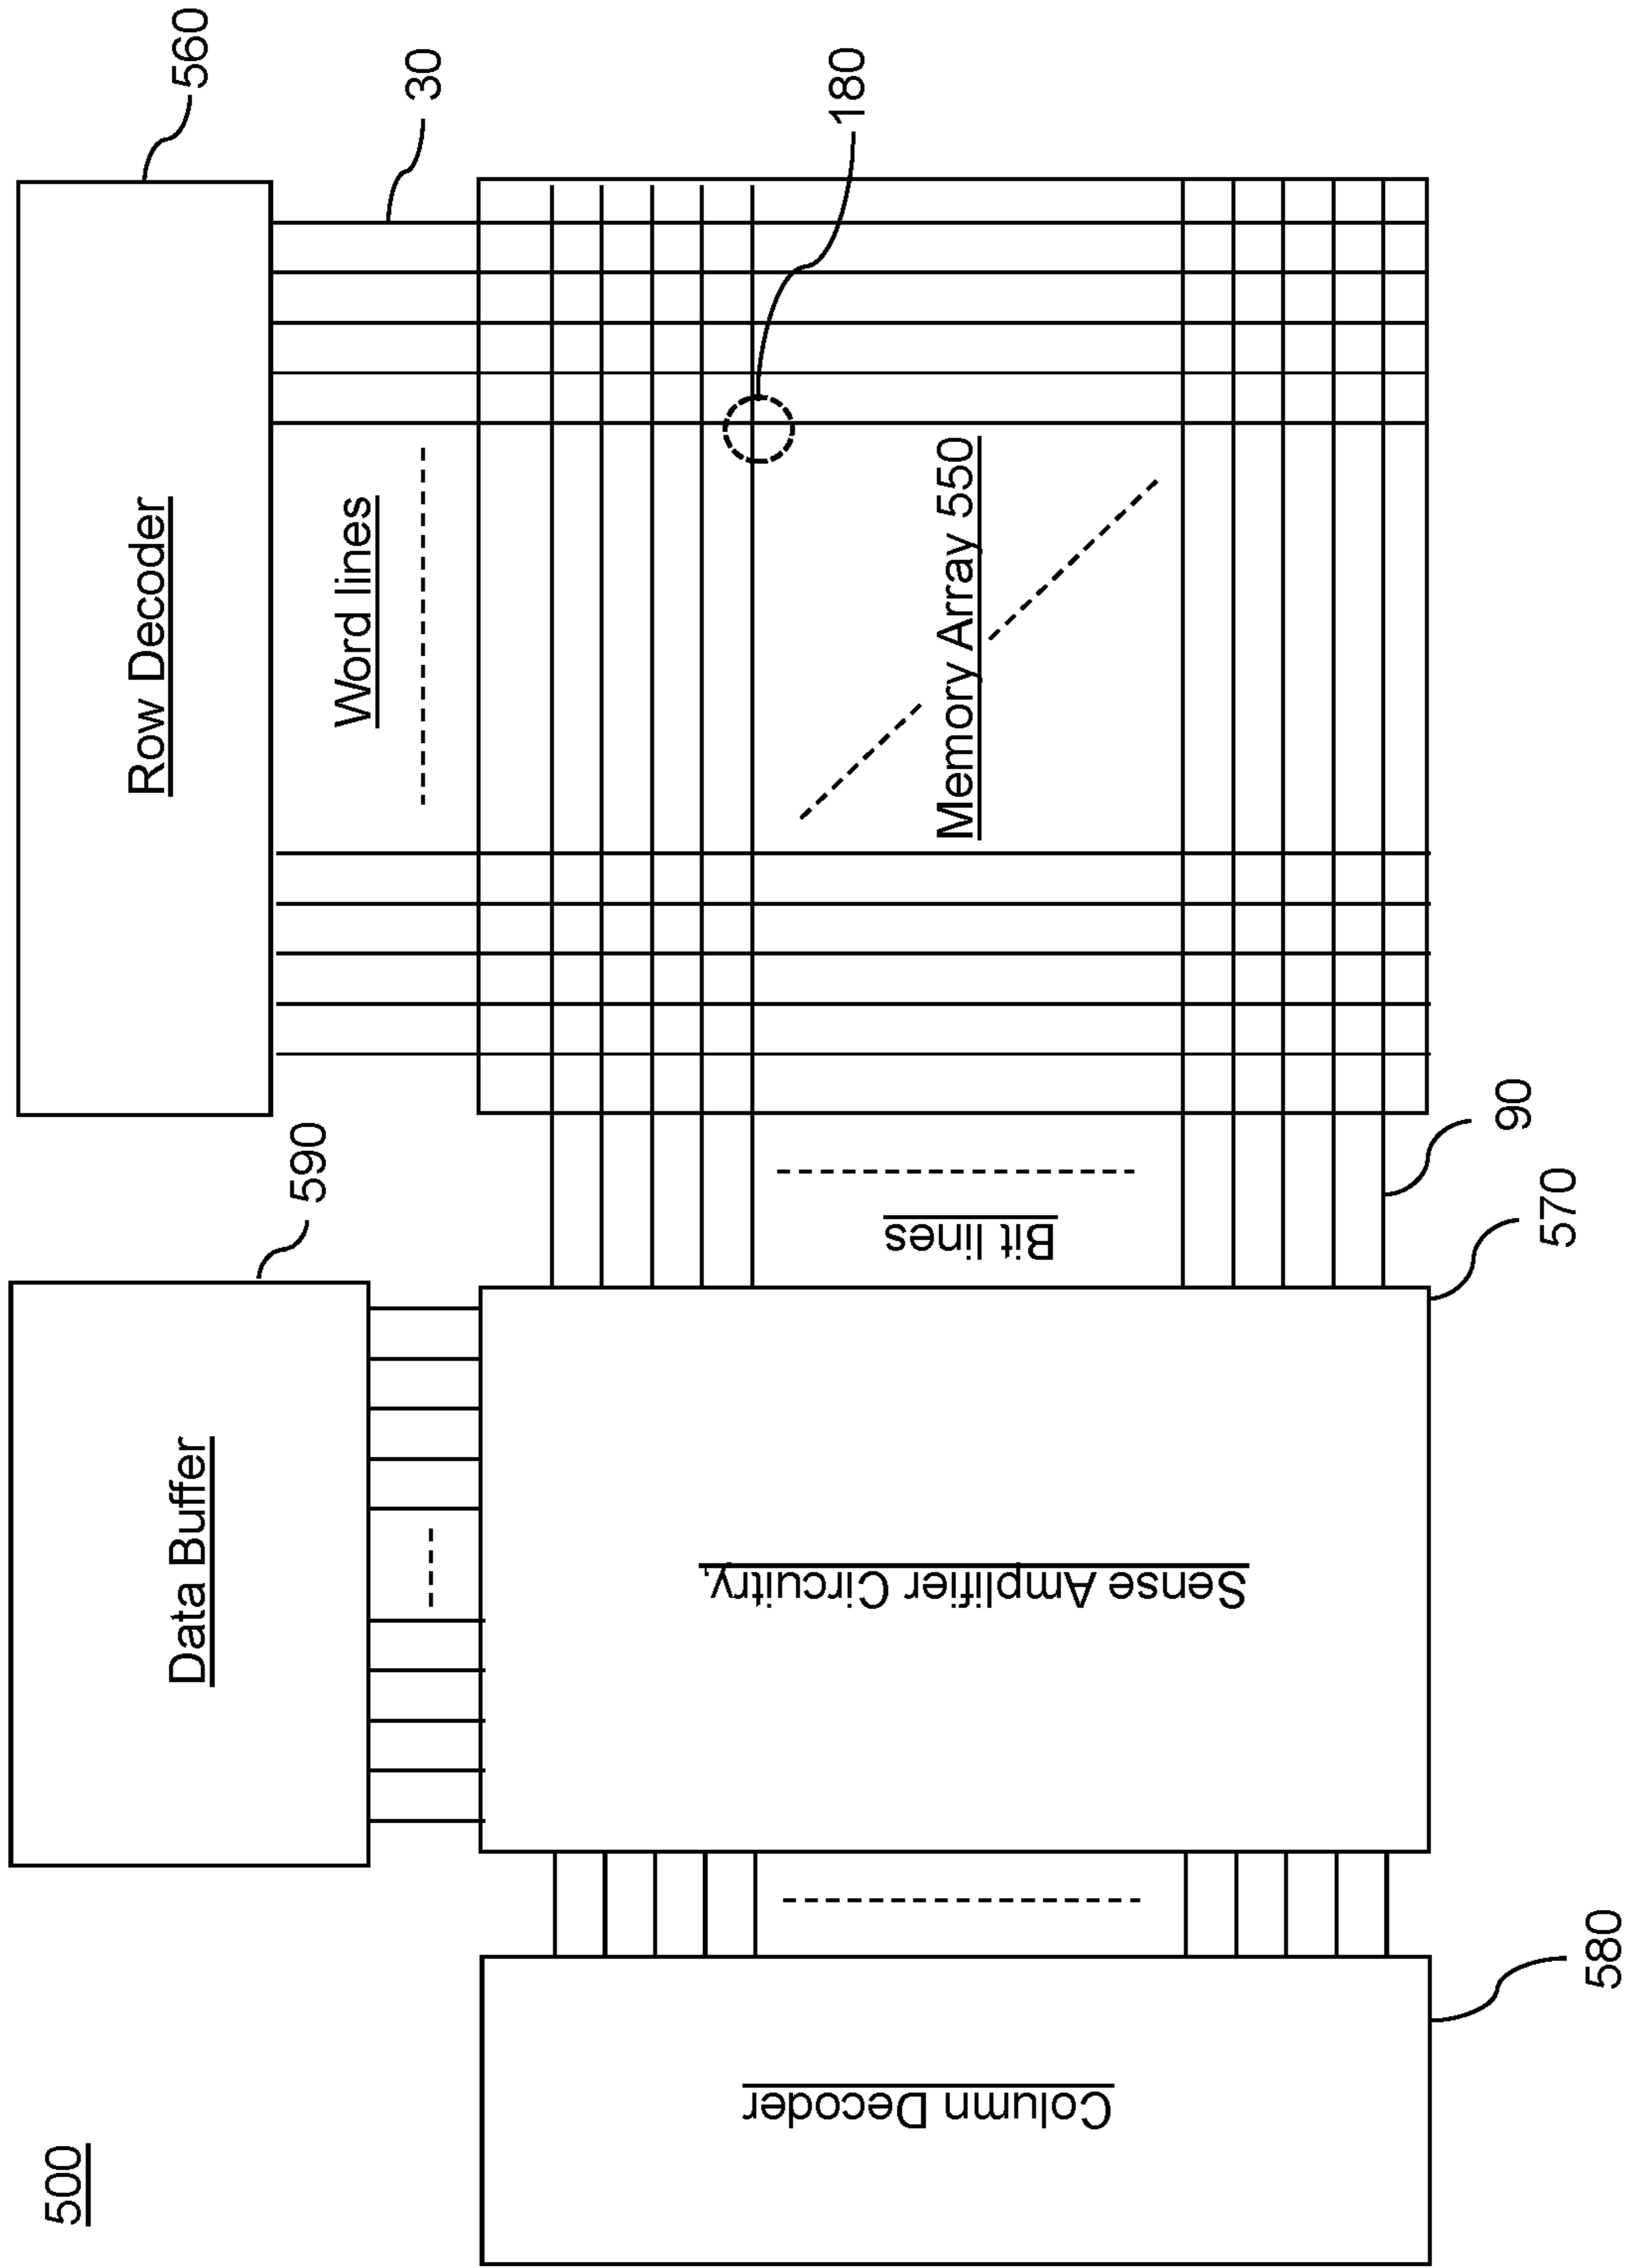 500
Row Decoder
560
Word lines
30
180
Memory Array 550
Data Buffer
590
Bit lines
90
Sense Amplifier Circuitry,
570
Column Decoder
580